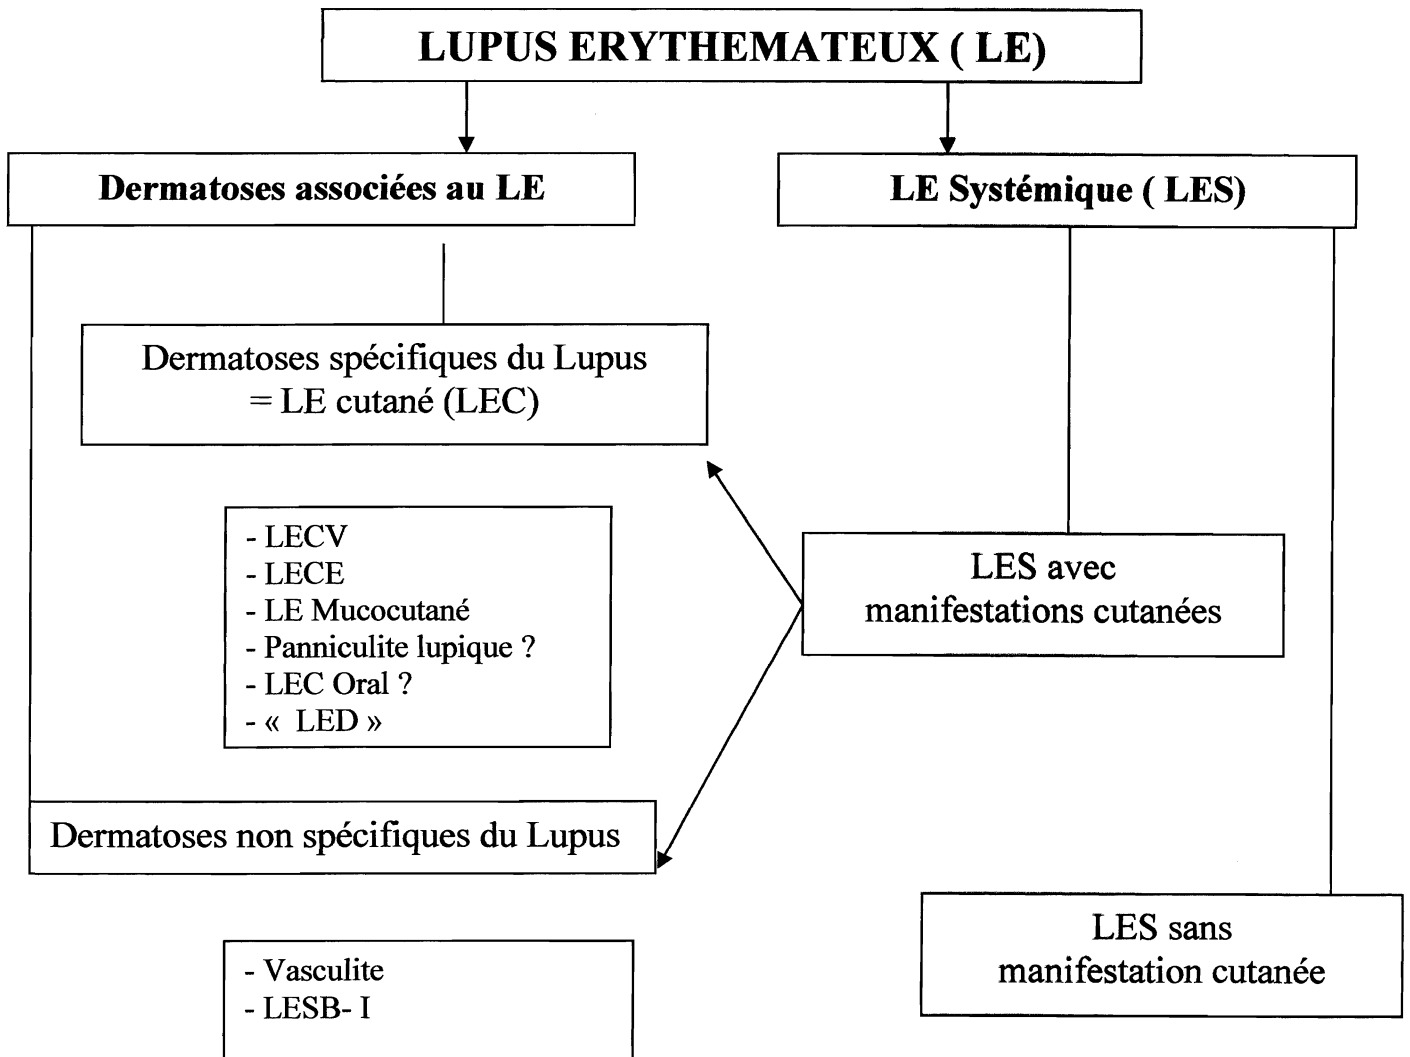 LUPUS ERYTHEMATEUX ( LE)
Dermatoses associées au LE
LE Systémique ( LES)
Dermatoses spécifiques du Lupus
= LE cutané (LEC)
- LECV
- LECE
- LE Mucocutané
- Panniculite lupique ?
- LEC Oral ?
- « LED »
LES avec
manifestations cutanées
Dermatoses non spécifiques du Lupus
LES sans
manifestation cutanée
- Vasculite
- LESB- I